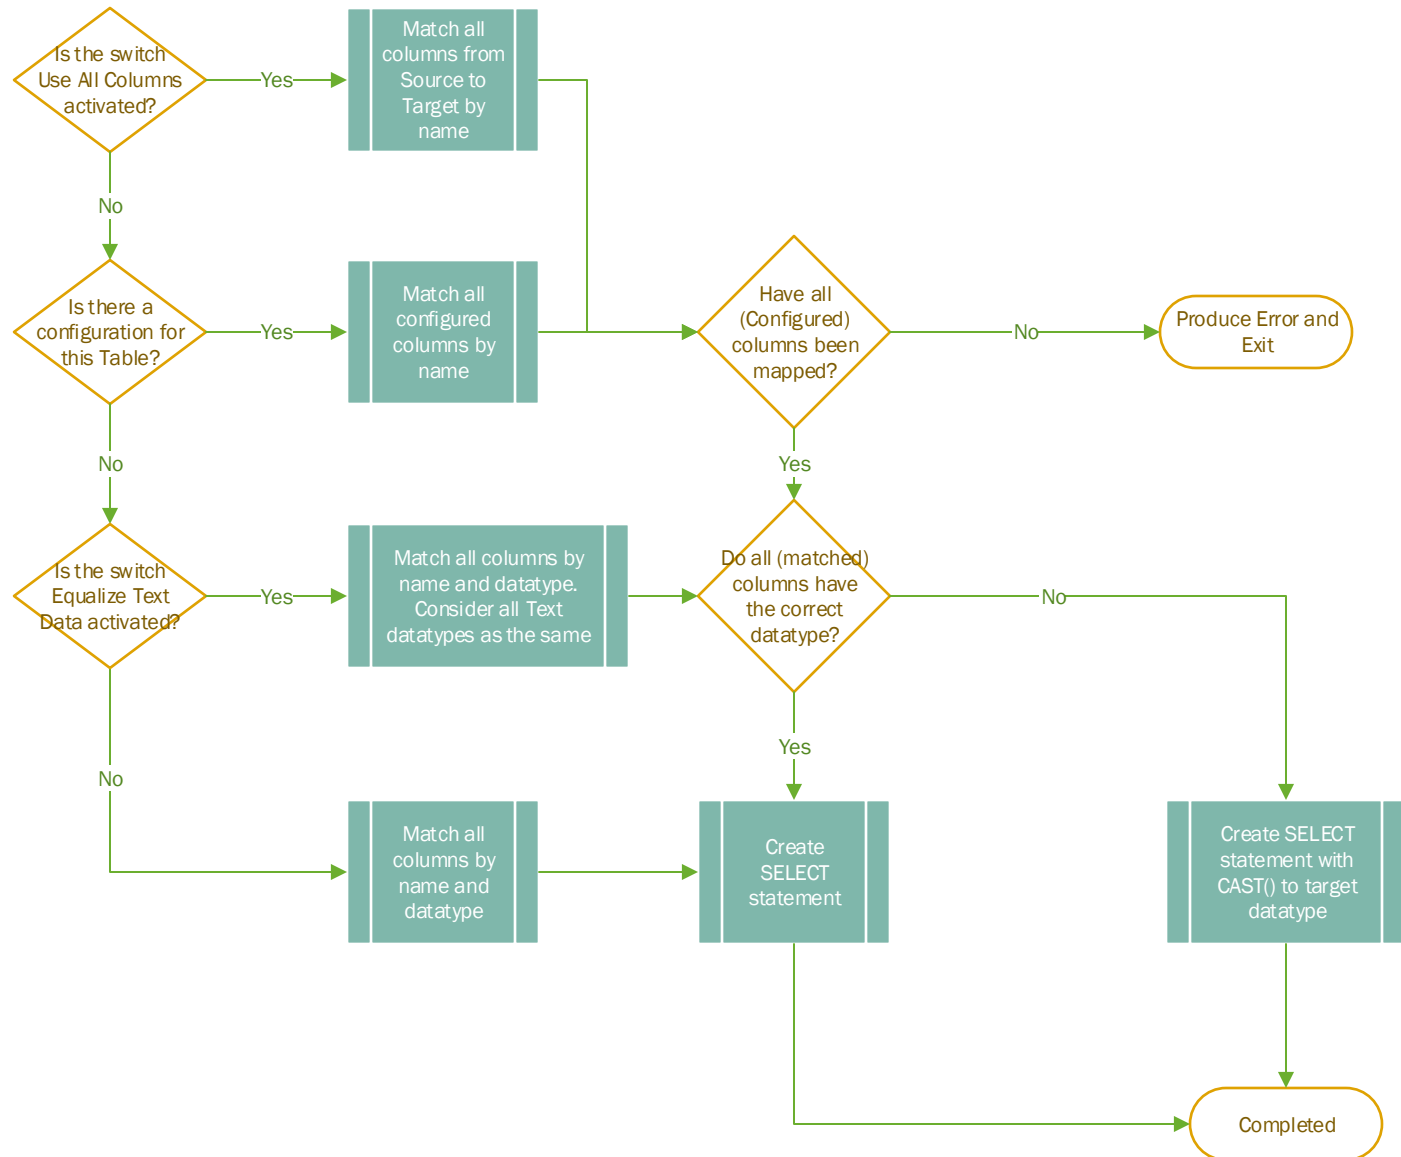 Is the switch
Use All Columns
activated?
Yes
Match all
columns from
Source to
Target by
name
No
Is there a
configuration for
this Table?
Yes
Match all
configured
columns by
name
Have all
(Configured)
columns been
mapped?
No
Produce Error and
Exit
No
Yes
Is the switch
Equalize Text
Data activated?
Yes
Match all columns by
name and datatype.
Consider all Text
datatypes as the same
Do all (matched)
columns have
the correct
datatype?
No
Yes
No
Match all
columns by
name and
datatype
Create
SELECT
statement
Create SELECT
statement with
CAST() to target
datatype
Completed